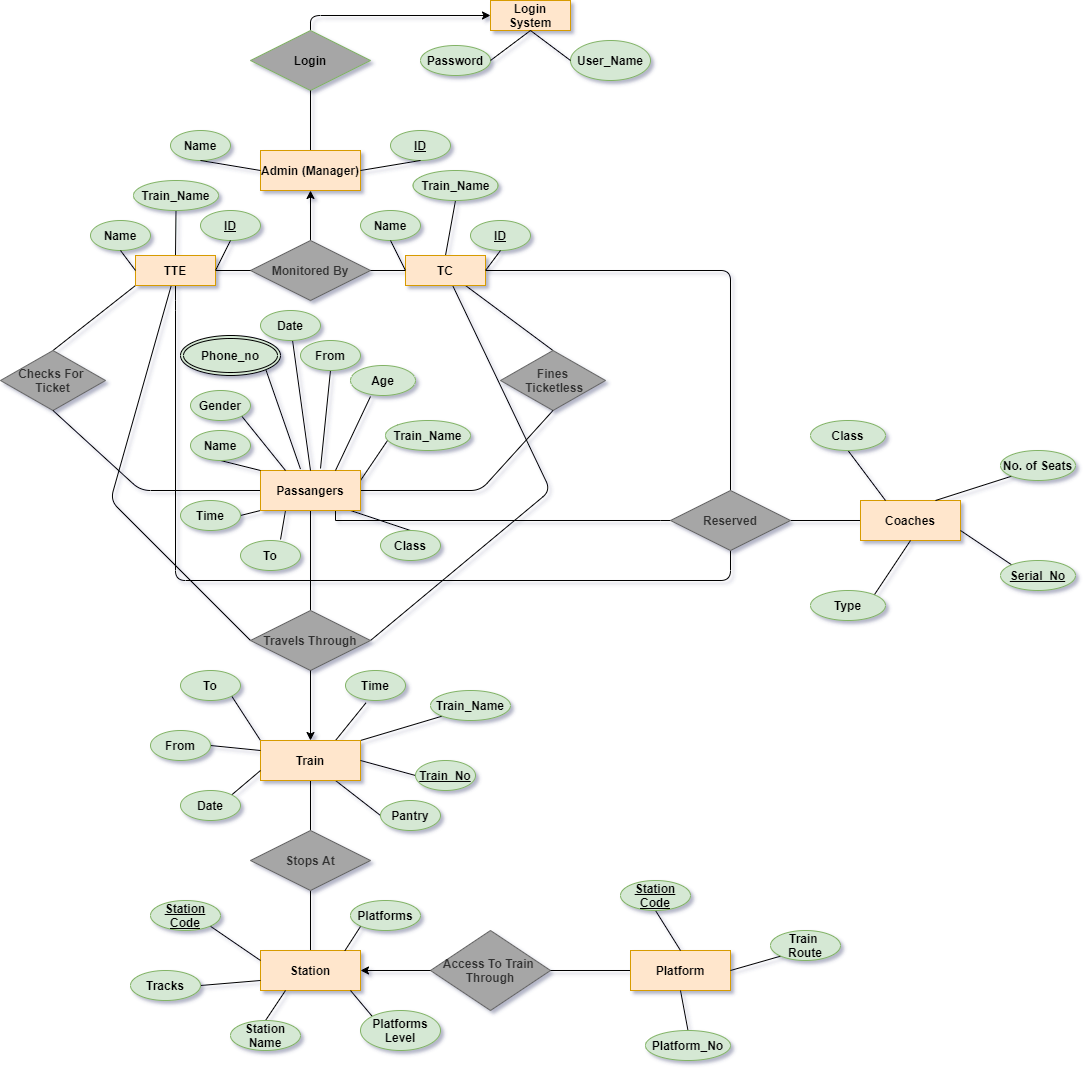 Login
System
Login
Password
User_Name
Name
ID
Admin (Manager)
Train_Name
Train_Name
Name
ID
Name
ID
TTE
Monitored By
TC
Date
Phone_no
From
Checks For
Ticket
Age
Fines
Ticketless
Gender
Name
Train_Name
Class
No. of Seats
Passangers
Time
Reserved
Coaches
To
Class
Serial_No
Type
Travels Through
To
Time
Train_Name
From
Train
Train_No
Date
Pantry
Stops At
Station
Code
Platforms
Station
Code
Train
Route
Station
Access To Train
Through
Platform
Tracks
Station
Name
Platforms
Level
Platform_No